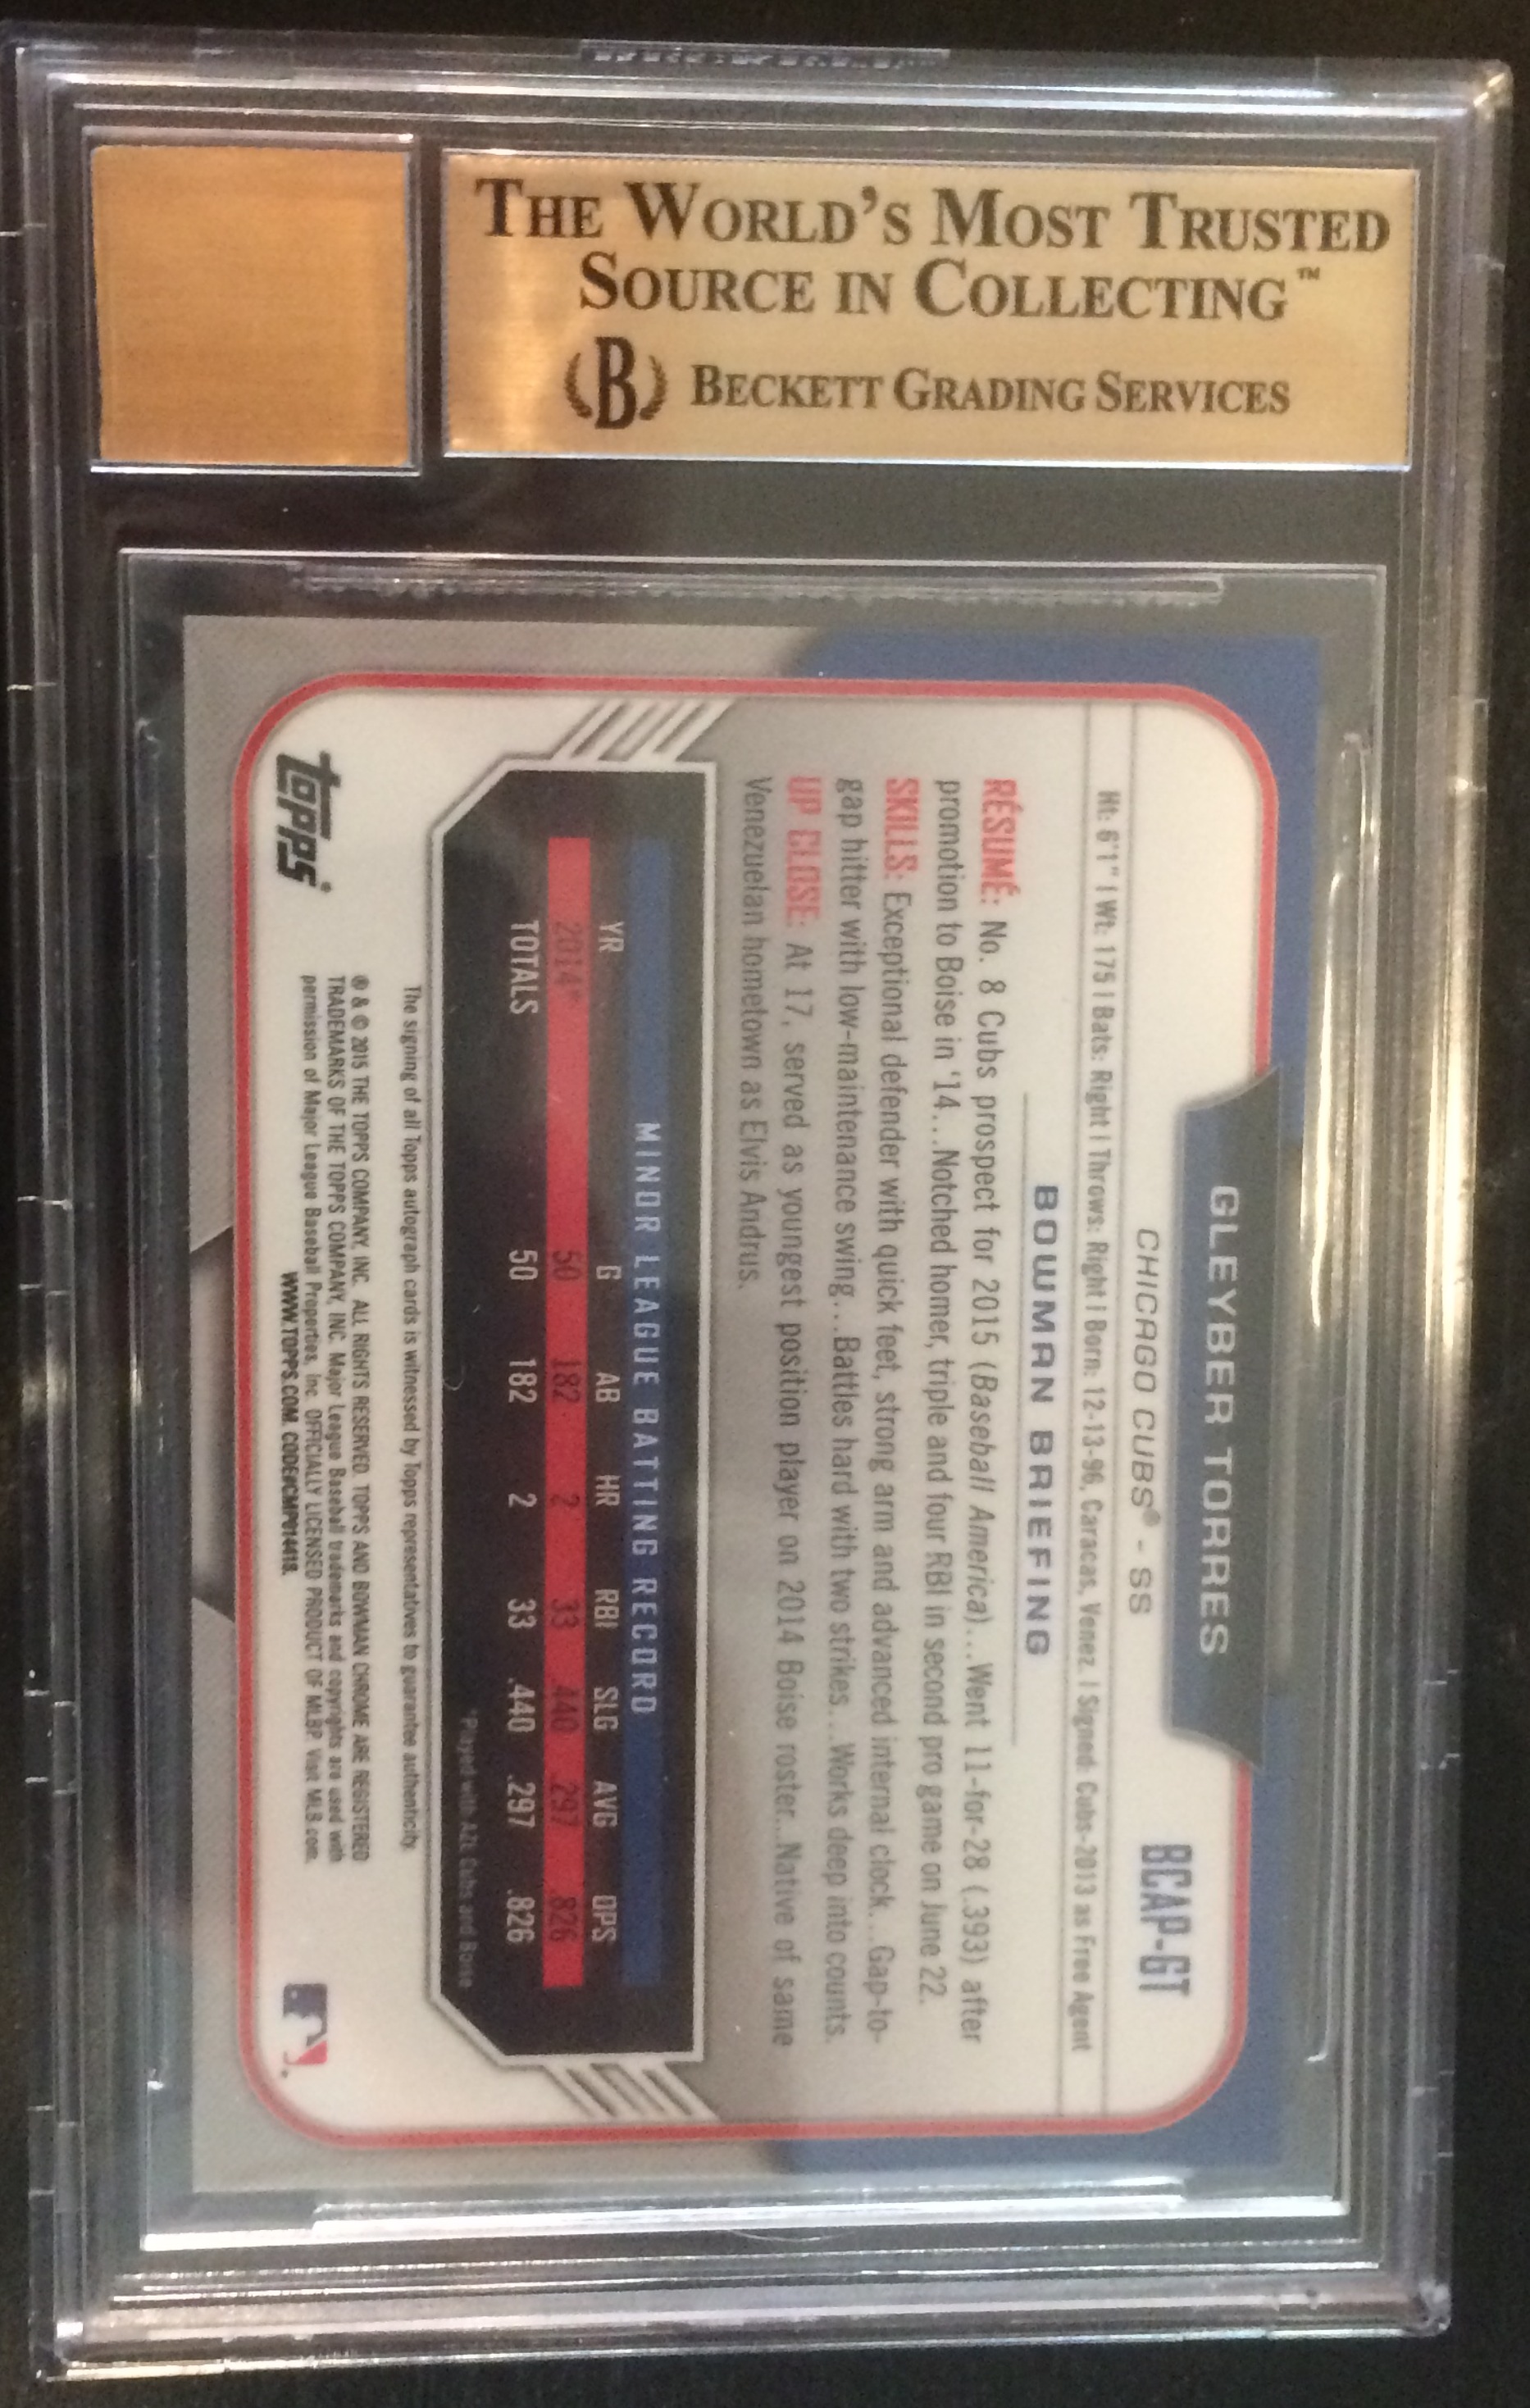 THE WORLD'S MOST TRUSTED
SOURCE IN COLLECTING™
B BECKETT GRADING SERVICES
GLEYBER TORRES
CHICAGO CUBS® - SS
BCAP-GT
Ht: 6'1" | Wt: 175 | Bats: Right | Throws: Right | Born: 12-13-96, Caracas, Venez. | Signed: Cubs-2013 as Free Agent
BOWMAN BRIEFING
RÉSUMÉ: No. 8 Cubs prospect for 2015 (Baseball America)...Went 11-for-28 (.393) after
promotion to Boise in '14...Notched homer, triple and four RBI in second pro game on June 22.
SKILLS: Exceptional defender with quick feet, strong arm and advanced internal clock...Gap-to-
gap hitter with low-maintenance swing...Battles hard with two strikes...Works deep into counts.
UP CLOSE: At 17, served as youngest position player on 2014 Boise roster...Native of same
Venezuelan hometown as Elvis Andrus.
MINOR LEAGUE BATTING RECORD
YR G AB HR RBI SLG AVG OPS
2014* 50 182 2 33 .440 .297 .826
TOTALS 50 182 2 33 .440 .297 .826
*Played with AZL Cubs and Boise
The signing of all Topps autograph cards is witnessed by Topps representatives to guarantee authenticity.
® & © 2015 THE TOPPS COMPANY, INC. ALL RIGHTS RESERVED. TOPPS AND BOWMAN CHROME ARE REGISTERED
TRADEMARKS OF THE TOPPS COMPANY, INC. Major League Baseball trademarks and copyrights are used with
permission of Major League Baseball Properties, Inc. OFFICIALLY LICENSED PRODUCT OF MLBP. Visit MLB.com.
WWW.TOPPS.COM. CODE#CMP014418.
topps®